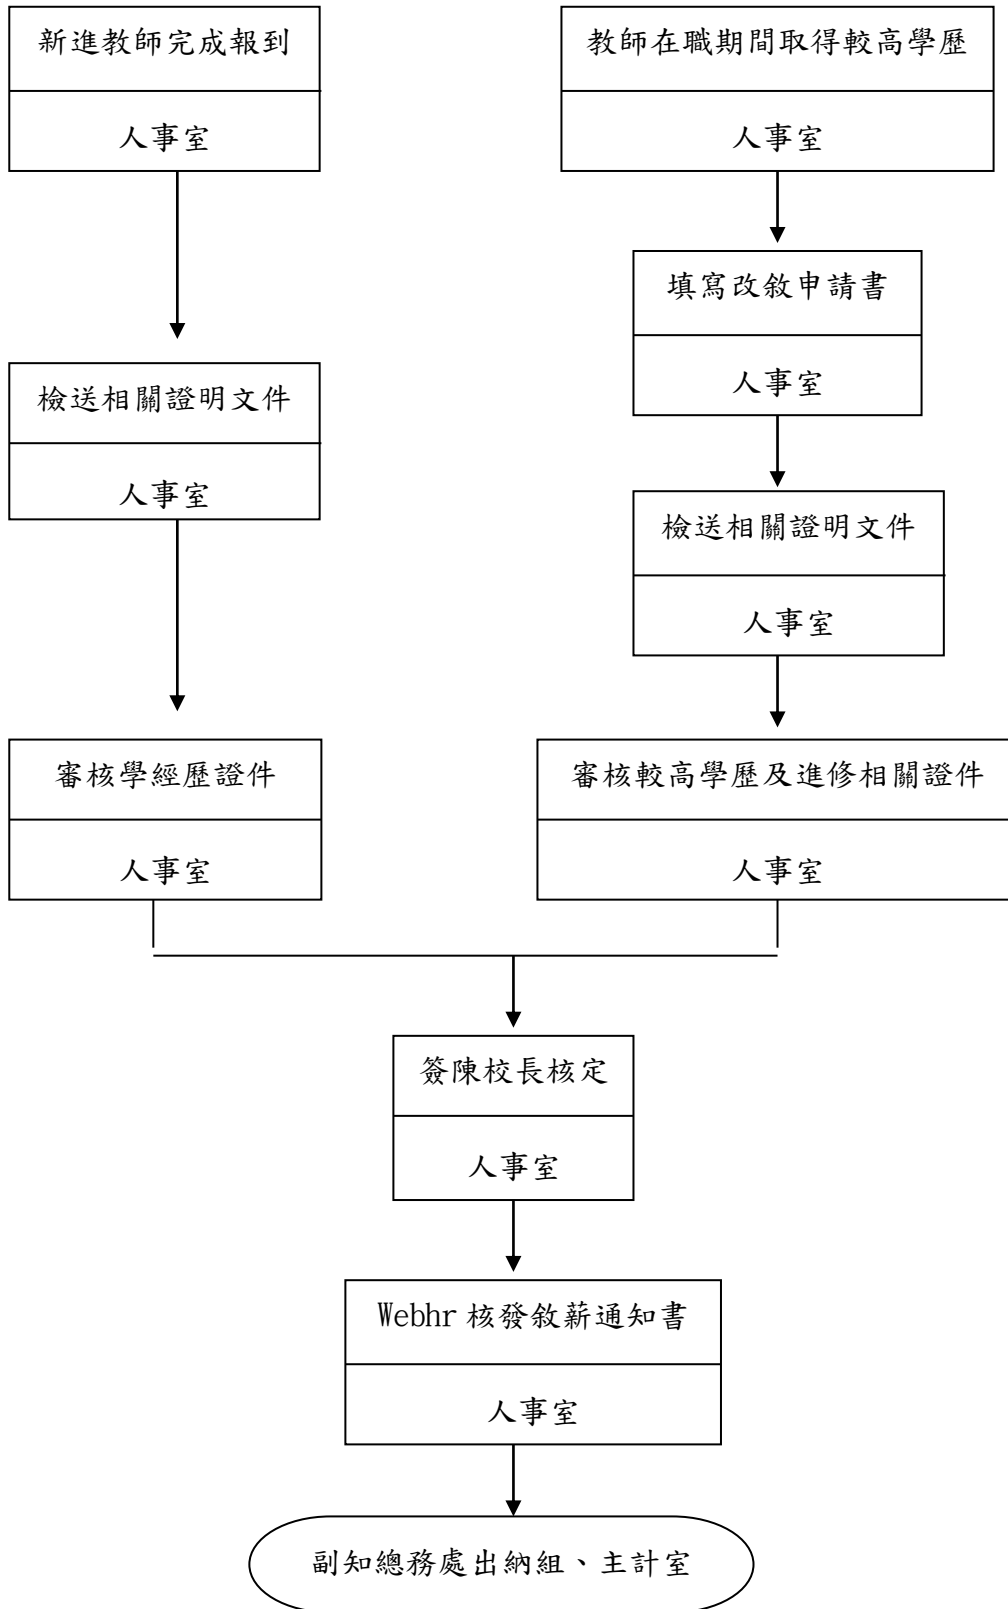 新進教師完成報到
人事室
檢送相關證明文件
人事室
審核學經歷證件
人事室
教師在職期間取得較高學歷
人事室
填寫改敘申請書
人事室
檢送相關證明文件
人事室
審核較高學歷及進修相關證件
人事室
簽陳校長核定
人事室
Webhr 核發敘薪通知書
人事室
副知總務處出納組、主計室